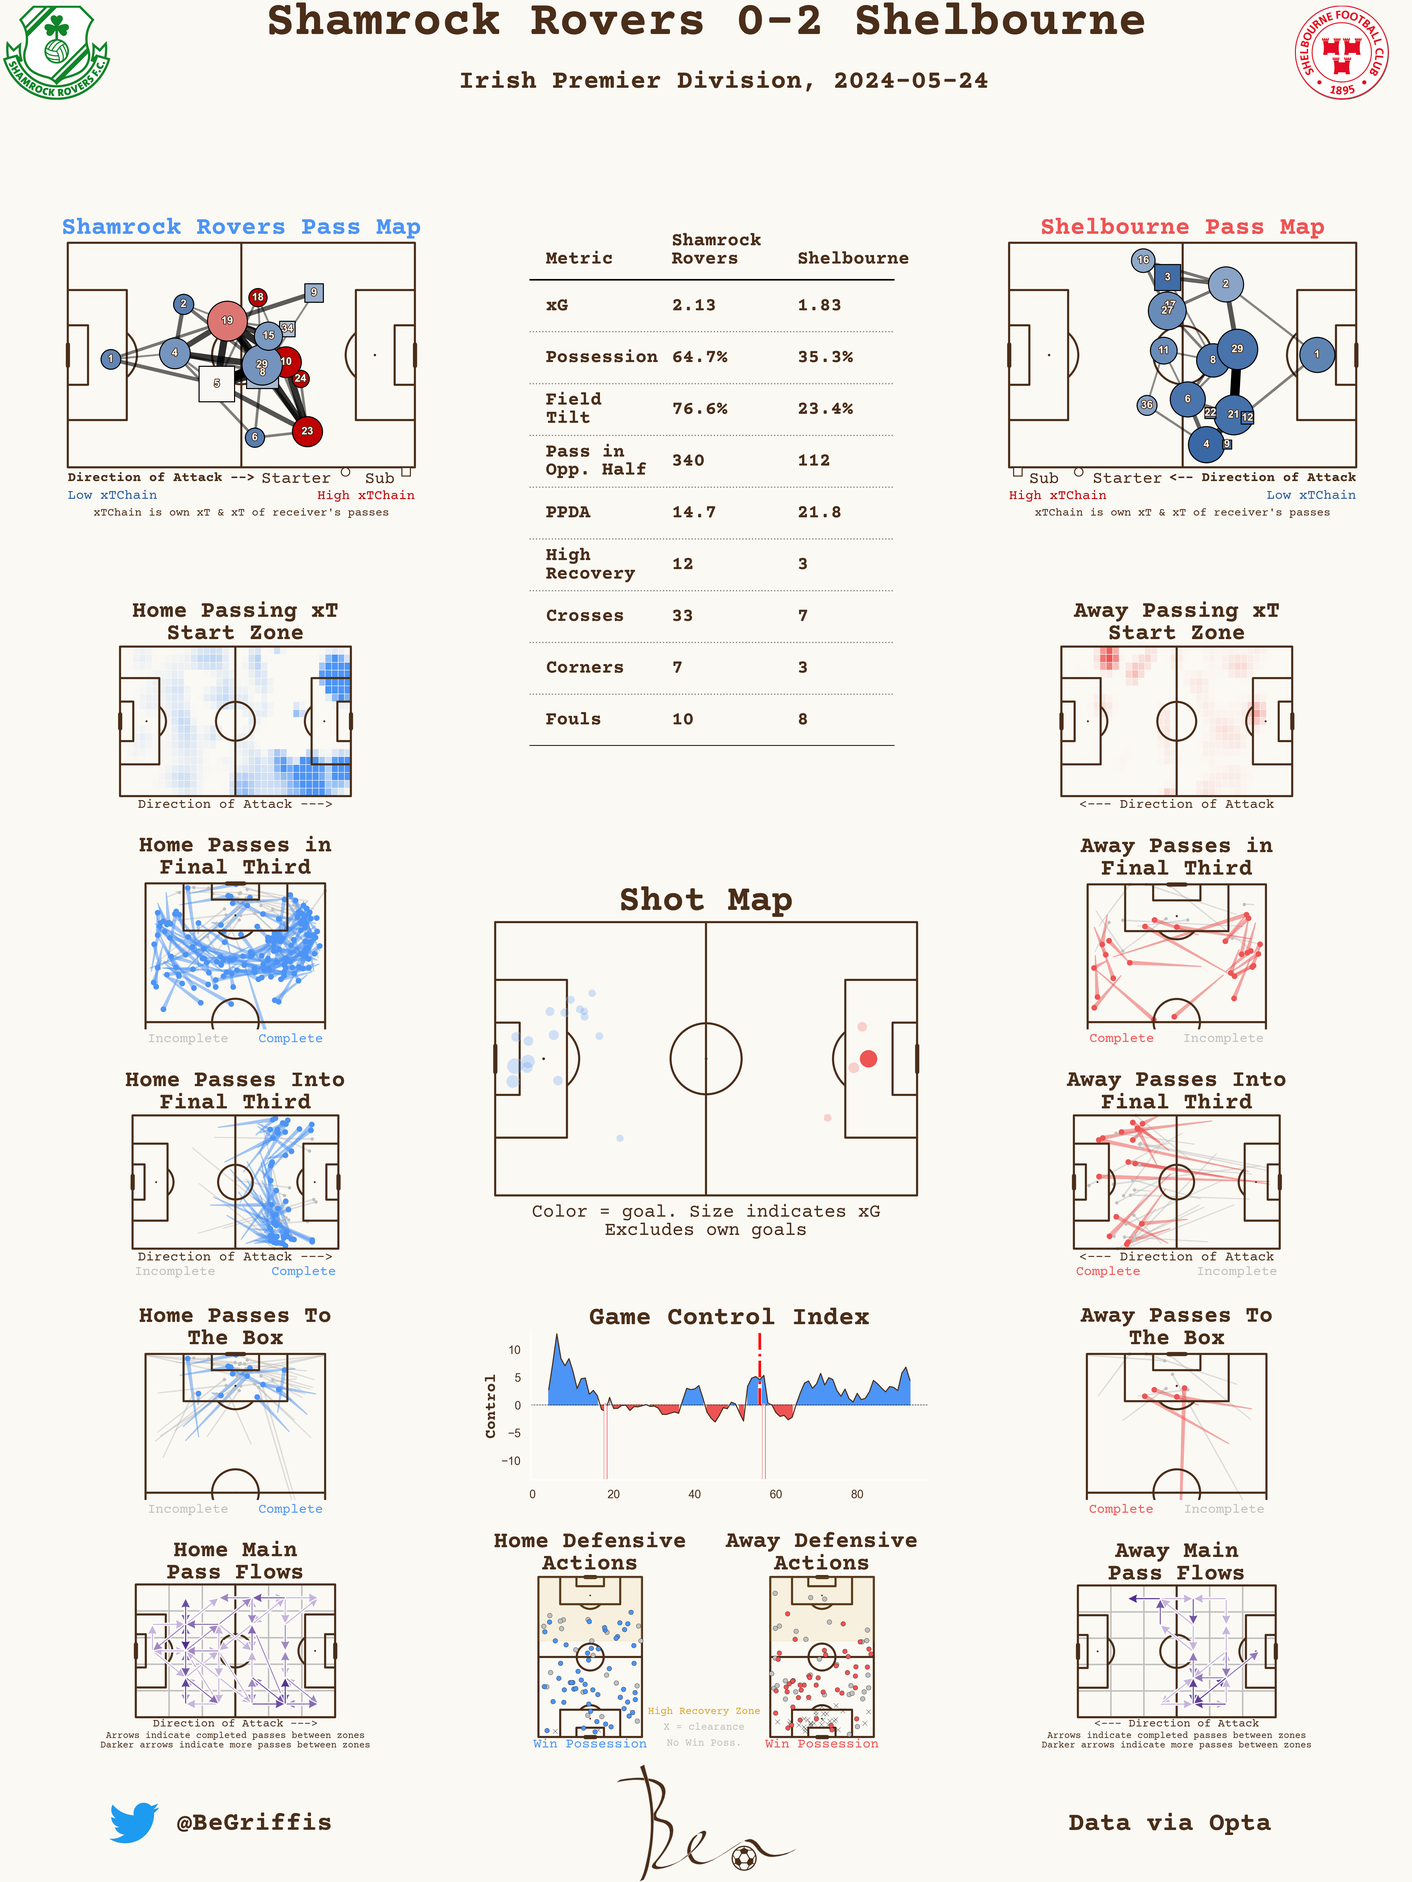 Shamrock Rovers 0-2 Shelbourne
Irish Premier Division, 2024-05-24
SHAMROCK ROVERS F.C.
SHELBOURNE FOOTBALL CLUB
1895
Shamrock Rovers Pass Map
1
2
4
19
5
18
9
34
15
29
8
10
24
23
6
Direction of Attack --> Starter Sub
Low xTChain High xTChain
xTChain is own xT & xT of receiver's passes
Metric Shamrock Rovers Shelbourne
xG 2.13 1.83
Possession 64.7% 35.3%
Field Tilt 76.6% 23.4%
Pass in Opp. Half 340 112
PPDA 14.7 21.8
High Recovery 12 3
Crosses 33 7
Corners 7 3
Fouls 10 8
Shelbourne Pass Map
16
3
2
17
27
11
8
29
1
36
6
22
21
12
4
9
Sub Starter <-- Direction of Attack
High xTChain Low xTChain
xTChain is own xT & xT of receiver's passes
Home Passing xT
Start Zone
Direction of Attack --->
Away Passing xT
Start Zone
<--- Direction of Attack
Home Passes in
Final Third
Incomplete Complete
Away Passes in
Final Third
Complete Incomplete
Shot Map
Color = goal. Size indicates xG
Excludes own goals
Home Passes Into
Final Third
Direction of Attack --->
Incomplete Complete
Away Passes Into
Final Third
<--- Direction of Attack
Complete Incomplete
Home Passes To
The Box
Incomplete Complete
Game Control Index
Control
10
5
0
−5
−10
0 20 40 60 80
Away Passes To
The Box
Complete Incomplete
Home Main
Pass Flows
Direction of Attack --->
Arrows indicate completed passes between zones
Darker arrows indicate more passes between zones
Home Defensive
Actions
Win Possession
High Recovery Zone
X = clearance
No Win Poss.
Away Defensive
Actions
Win Possession
Away Main
Pass Flows
<--- Direction of Attack
Arrows indicate completed passes between zones
Darker arrows indicate more passes between zones
@BeGriffis
Ben
Data via Opta